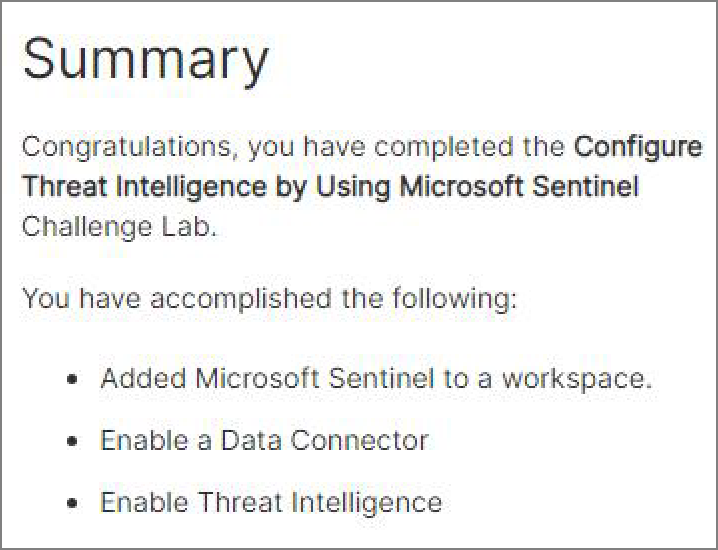 Summary
Congratulations, you have completed the Configure
Threat Intelligence by Using Microsoft Sentinel
Challenge Lab.
You have accomplished the following:
• Added Microsoft Sentinel to a workspace.
• Enable a Data Connector
• Enable Threat Intelligence